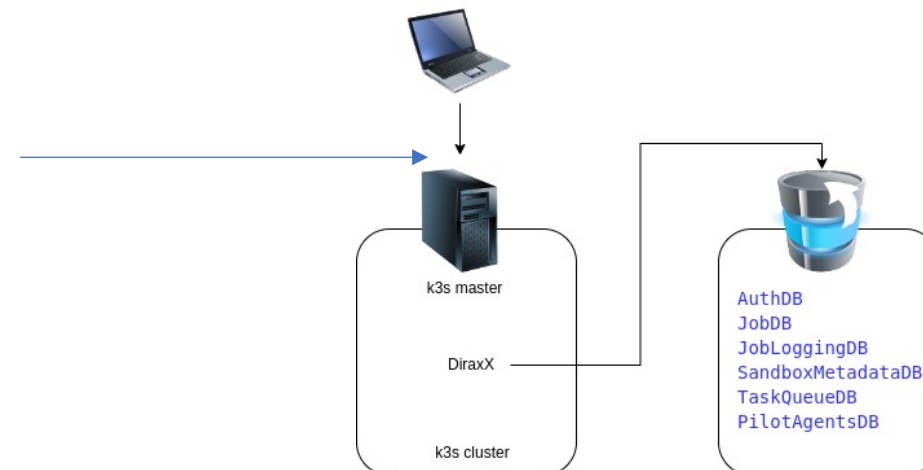 k3s master
DiraxX
k3s cluster
AuthDB
JobDB
JobLoggingDB
SandboxMetadataDB
TaskQueueDB
PilotAgentsDB